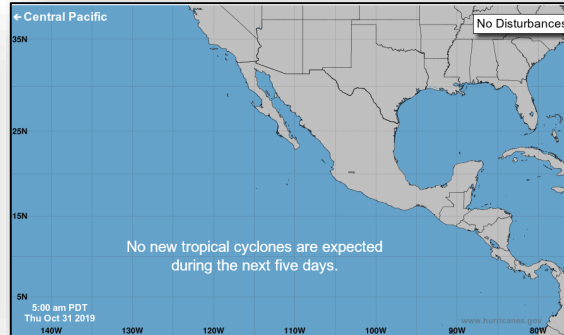 ← Central Pacific
No Disturbances
35N
25N
15N
No new tropical cyclones are expected
during the next five days.
5N
5:00 am PDT
Thu Oct 31 2019
www.hurricanes.gov
140W 130W 120W 110W 100W 90W 80W